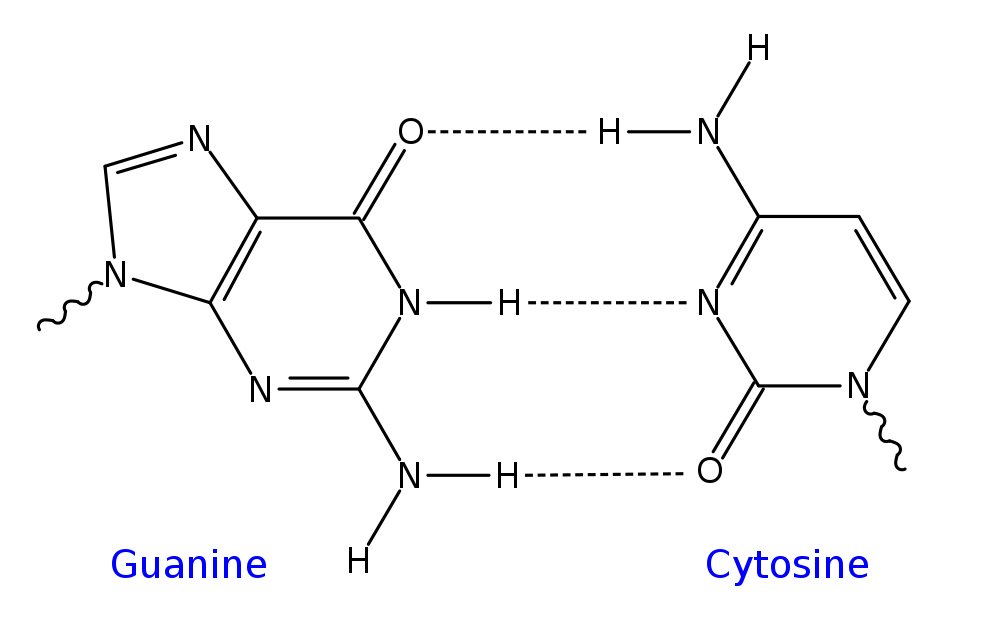 H
N O H N
N N H N
N N
N H O
H
Guanine Cytosine